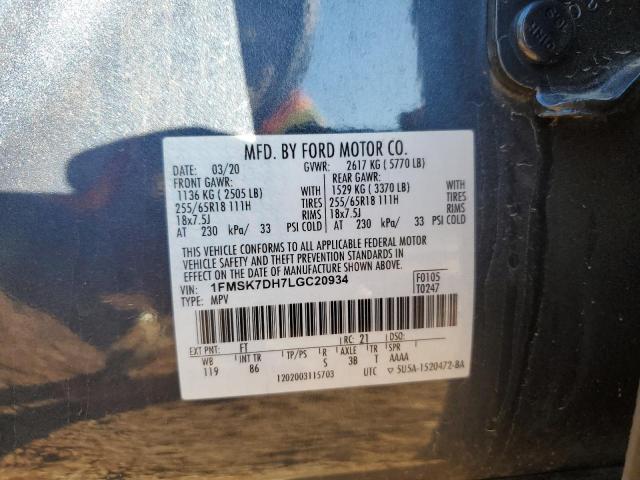 MFD. BY FORD MOTOR CO.
DATE: 03/20 GVWR: 2617 KG ( 5770 LB)
FRONT GAWR: REAR GAWR:
1136 KG ( 2505 LB) WITH 1529 KG ( 3370 LB) WITH
255/65R18 111H TIRES 255/65R18 111H TIRES
18x7.5J RIMS 18x7.5J RIMS
AT 230 kPa/ 33 PSI COLD AT 230 kPa/ 33 PSI COLD
THIS VEHICLE CONFORMS TO ALL APPLICABLE FEDERAL MOTOR
VEHICLE SAFETY AND THEFT PREVENTION STANDARDS IN
EFFECT ON THE DATE OF MANUFACTURE SHOWN ABOVE.
VIN: 1FMSK7DH7LGC20934 F0105
TYPE: MPV T0247
EXT PNT: FT RC: 21 DSO:
WB INT TR TP/PS R AXLE TR SPR
119 86 S 3B T AAAA
1202003115703 UTC ▽ 5U5A-1520472-BA